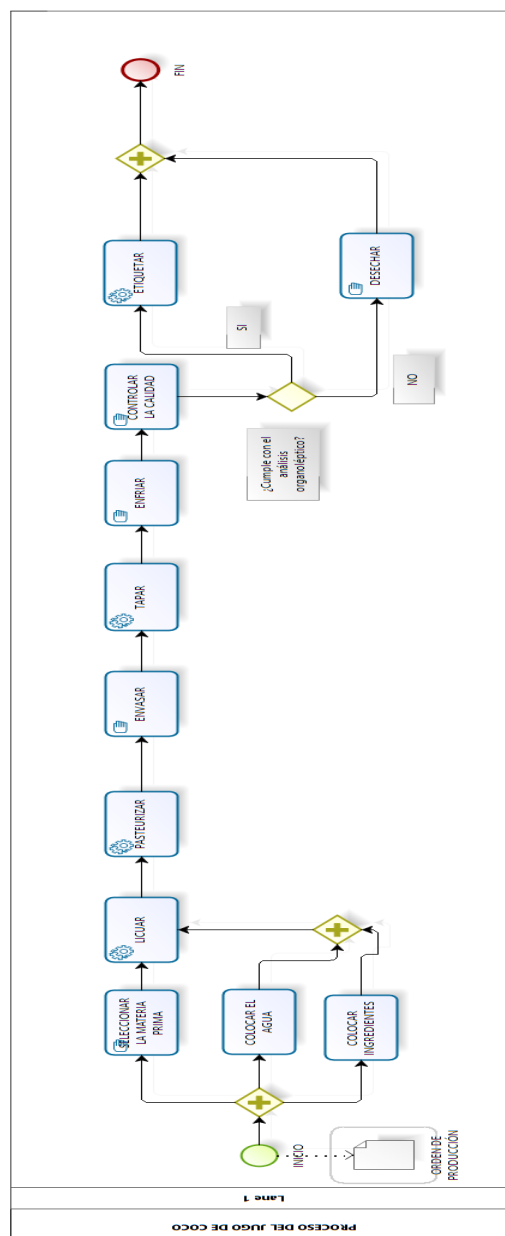 PROCESO DEL JUGO DE COCO
Lane 1
INICIO
ORDEN DE
PRODUCCIÓN
SELECCIONAR
LA MATERIA
PRIMA
COLOCAR EL
AGUA
COLOCAR
INGREDIENTES
LICUAR
PASTEURIZAR
ENVASAR
TAPAR
ENFRIAR
CONTROLAR
LA CALIDAD
¿Cumple con el
análisis
organoléptico?
SI
NO
ETIQUETAR
DESECHAR
FIN